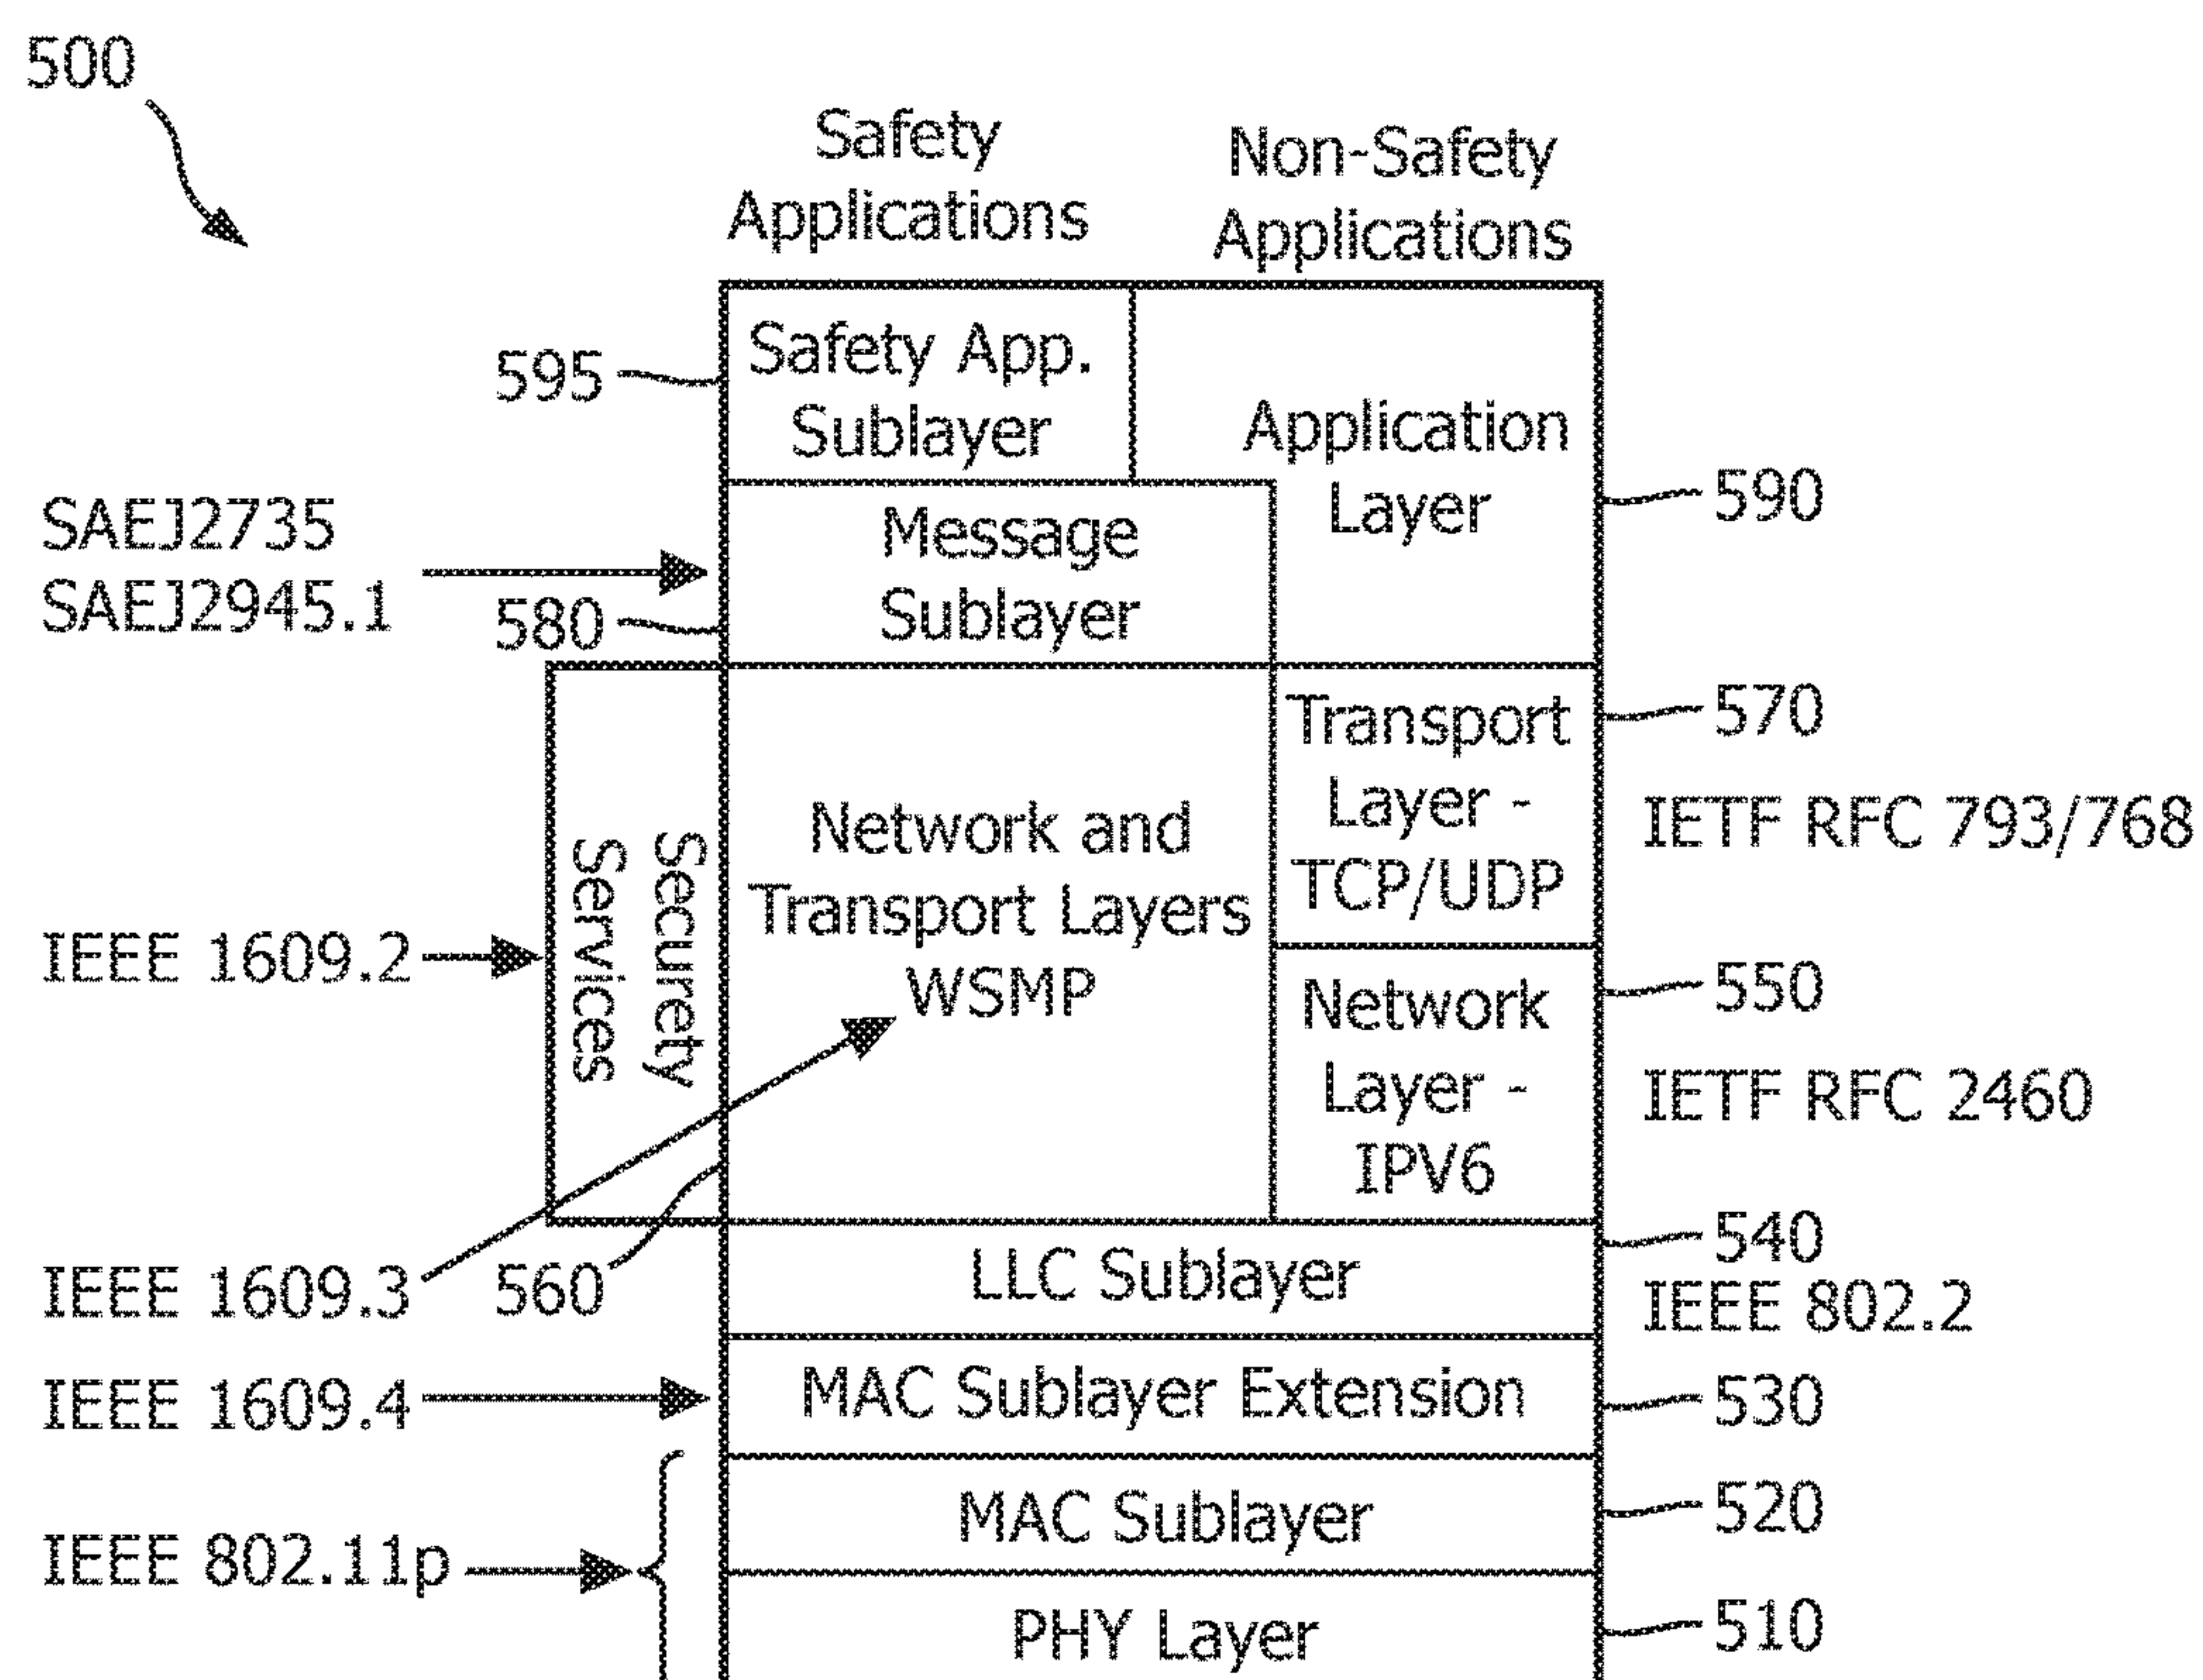 500
Safety
Applications
Non-Safety
Applications
595
Safety App.
Sublayer
Application
Layer
590
SAEJ2735
SAEJ2945.1
580
Message
Sublayer
570
IETF RFC 793/768
Transport
Layer -
TCP/UDP
Network and
Transport Layers
WSMP
Securety
Services
IEEE 1609.2
550
IETF RFC 2460
Network
Layer -
IPV6
IEEE 1609.3
560
LLC Sublayer
540
IEEE 802.2
IEEE 1609.4
MAC Sublayer Extension
530
MAC Sublayer
520
IEEE 802.11p
PHY Layer
510